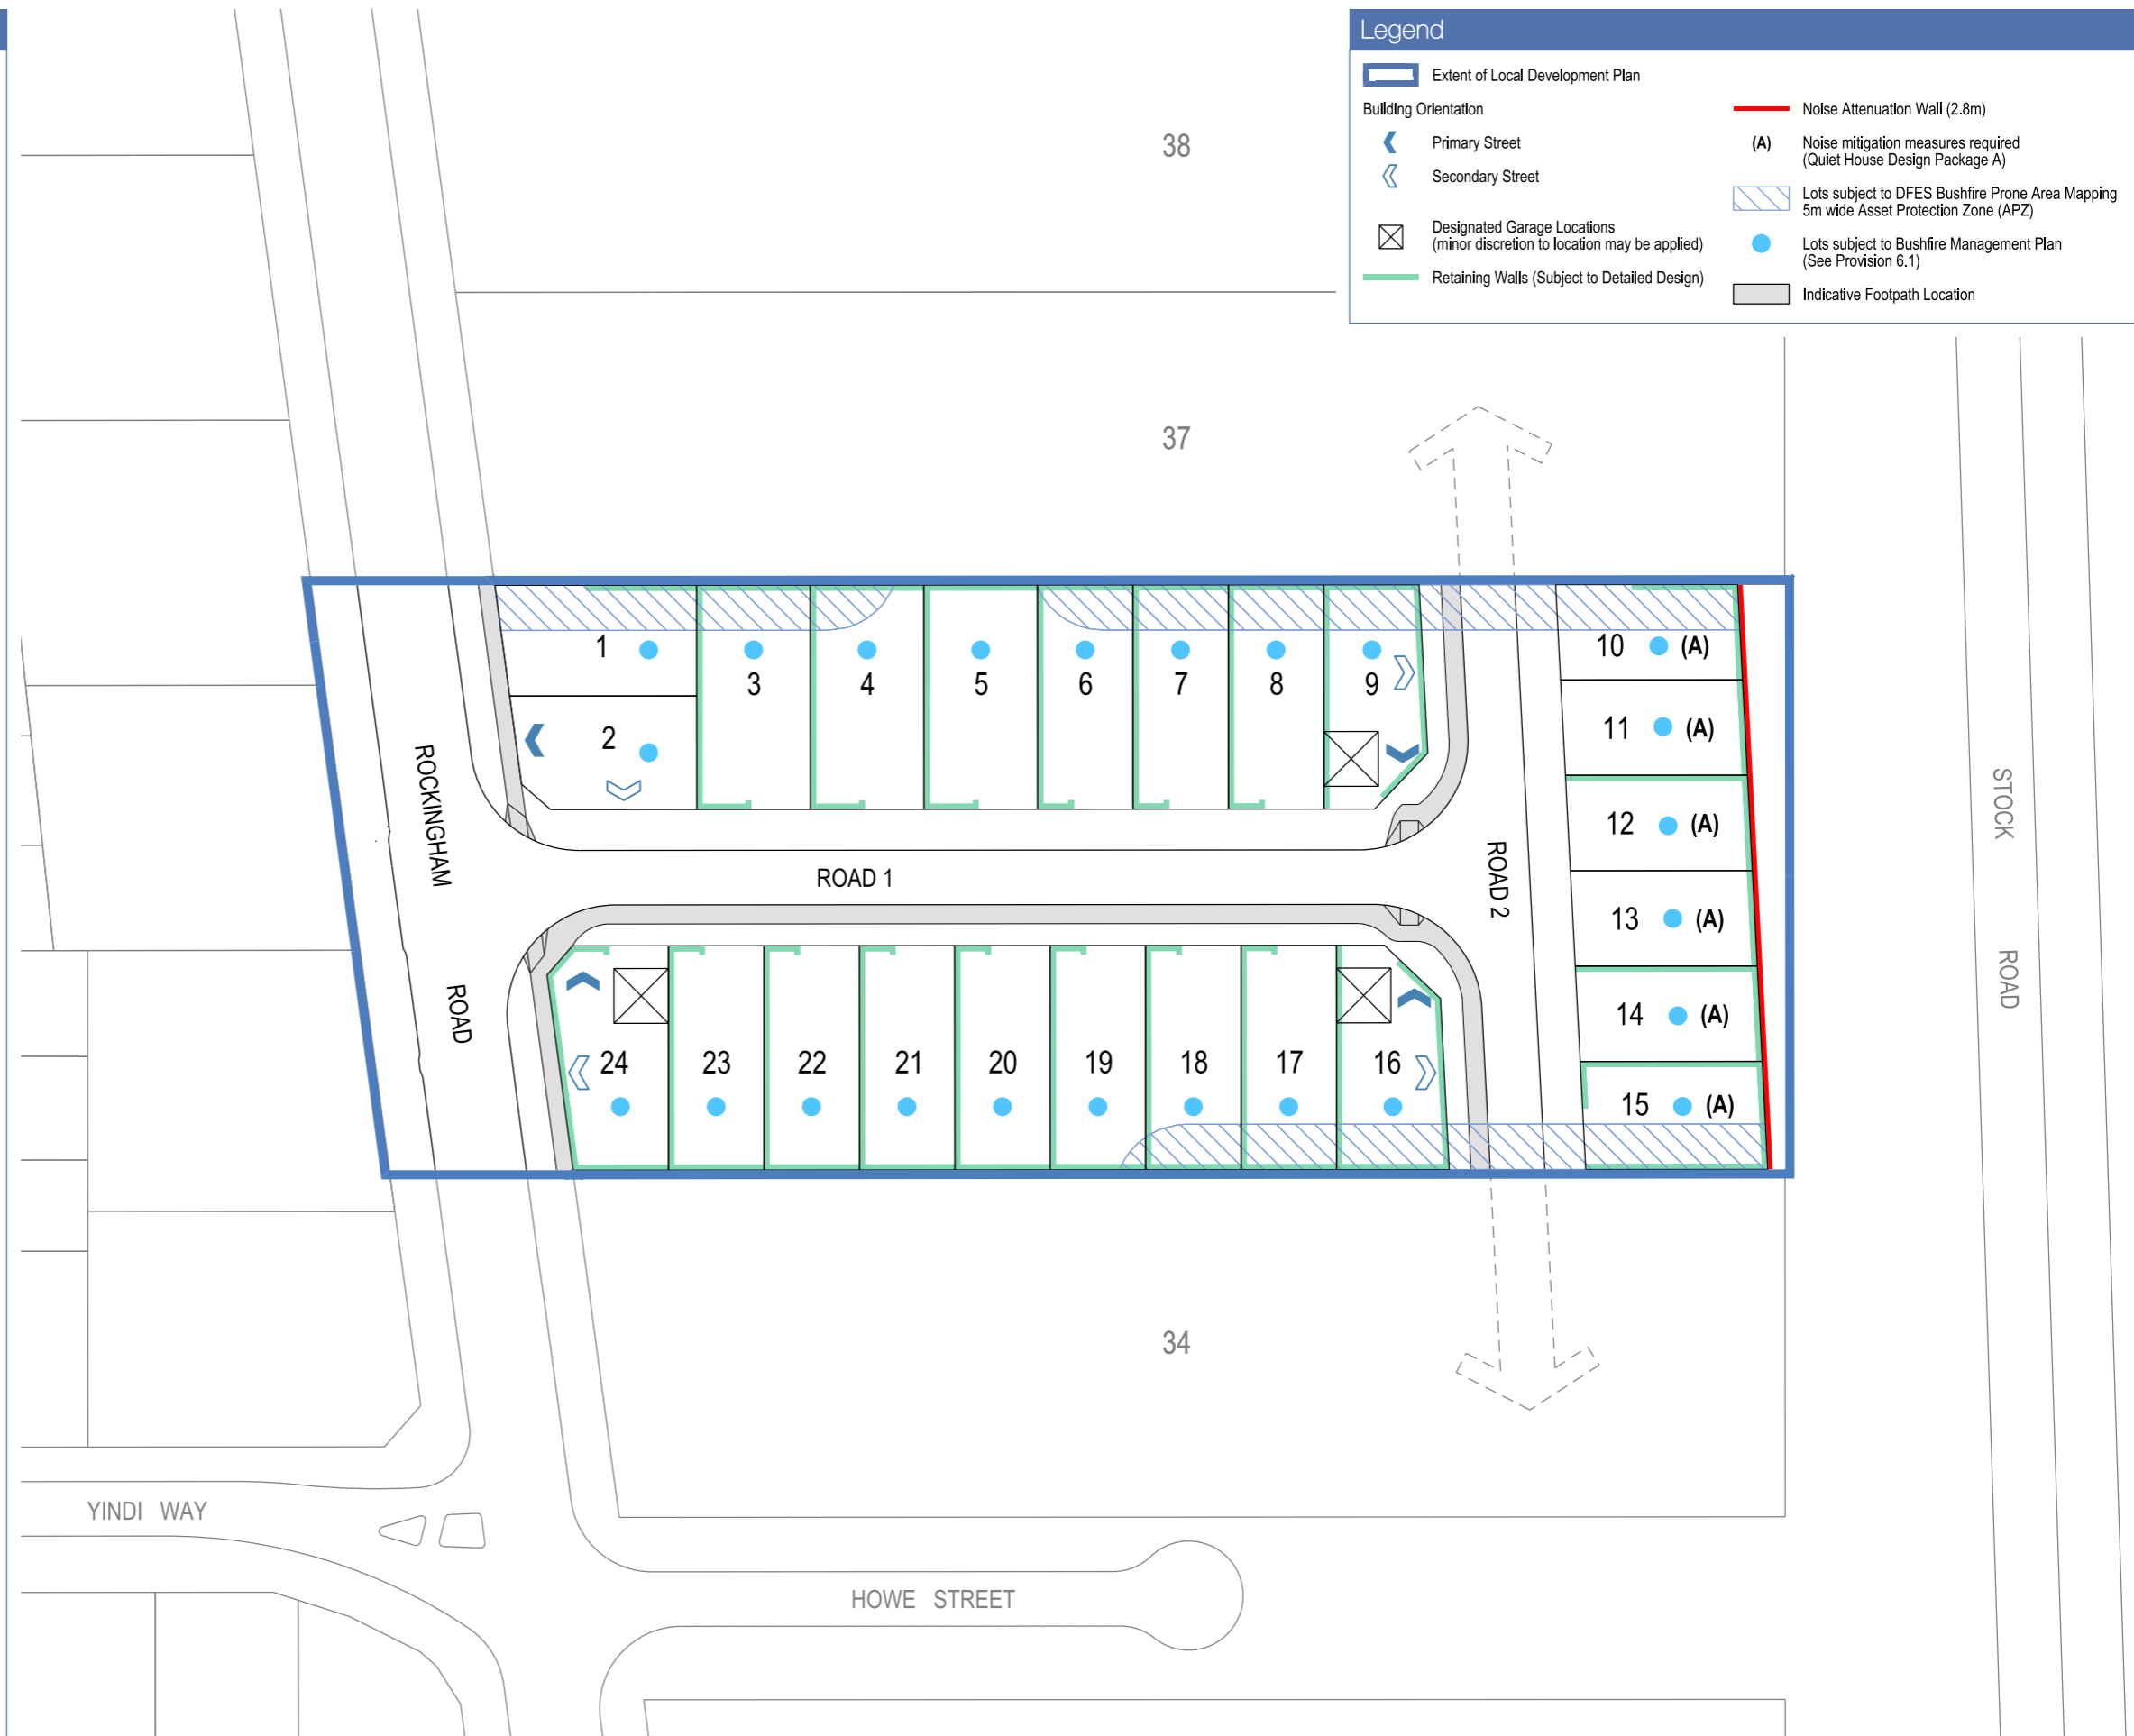 Legend
Extent of Local Development Plan
Building Orientation
Primary Street
Secondary Street
Designated Garage Locations
(minor discretion to location may be applied)
Retaining Walls (Subject to Detailed Design)
Noise Attenuation Wall (2.8m)
(A) Noise mitigation measures required
(Quiet House Design Package A)
Lots subject to DFES Bushfire Prone Area Mapping
5m wide Asset Protection Zone (APZ)
Lots subject to Bushfire Management Plan
(See Provision 6.1)
Indicative Footpath Location
38
37
1
2
3
4
5
6
7
8
9
10 (A)
11 (A)
12 (A)
13 (A)
14 (A)
15 (A)
ROCKINGHAM
ROAD
ROAD 1
ROAD 2
STOCK
ROAD
24
23
22
21
20
19
18
17
16
34
YINDI WAY
HOWE STREET